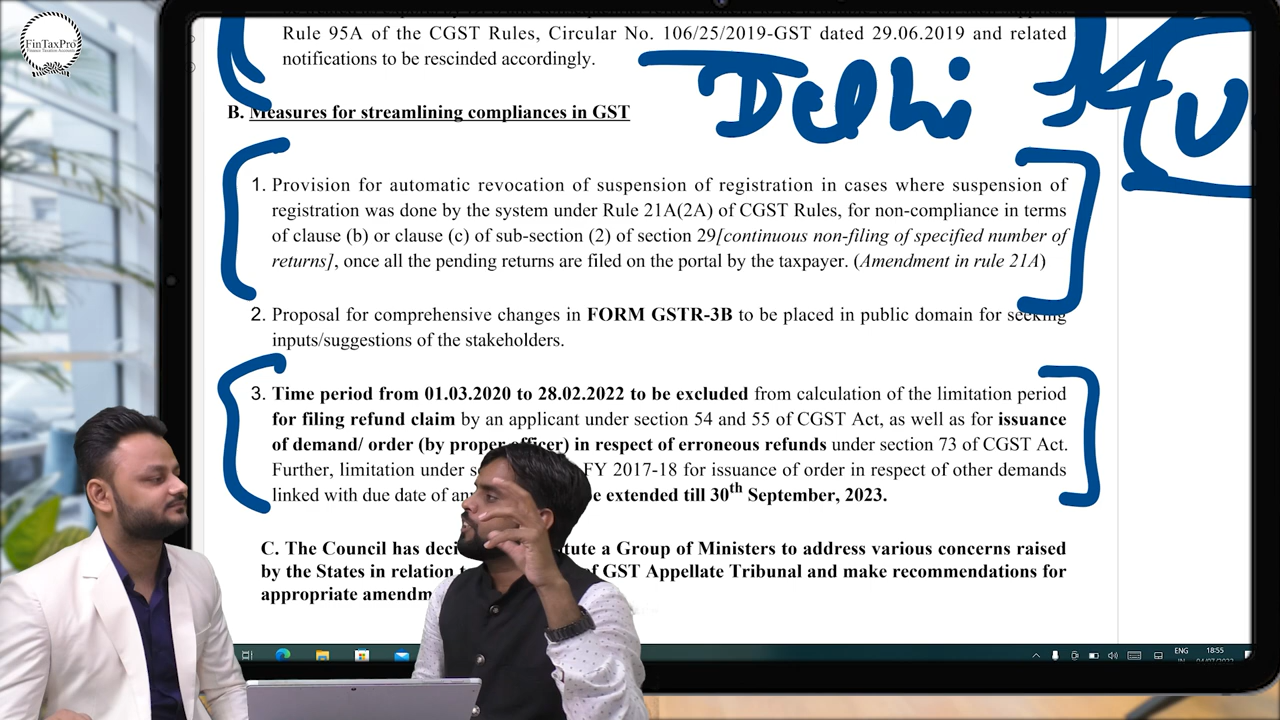 FinTaxPro
Rule 95A of the CGST Rules, Circular No. 106/25/2019-GST dated 29.06.2019 and related
notifications to be rescinded accordingly.
Delhi
B. Measures for streamlining compliances in GST
1. Provision for automatic revocation of suspension of registration in cases where suspension of
registration was done by the system under Rule 21A(2A) of CGST Rules, for non-compliance in terms
of clause (b) or clause (c) of sub-section (2) of section 29[continuous non-filing of specified number of
returns], once all the pending returns are filed on the portal by the taxpayer. (Amendment in rule 21A)
2. Proposal for comprehensive changes in FORM GSTR-3B to be placed in public domain for seeking
inputs/suggestions of the stakeholders.
3. Time period from 01.03.2020 to 28.02.2022 to be excluded from calculation of the limitation period
for filing refund claim by an applicant under section 54 and 55 of CGST Act, as well as for issuance
of demand/ order (by proper officer) in respect of erroneous refunds under section 73 of CGST Act.
Further, limitation under FY 2017-18 for issuance of order in respect of other demands
linked with due date of extended till 30th September, 2023.
C. The Council has a Group of Ministers to address various concerns raised
by the States in relation of GST Appellate Tribunal and make recommendations for
appropriate
ENG 18:55